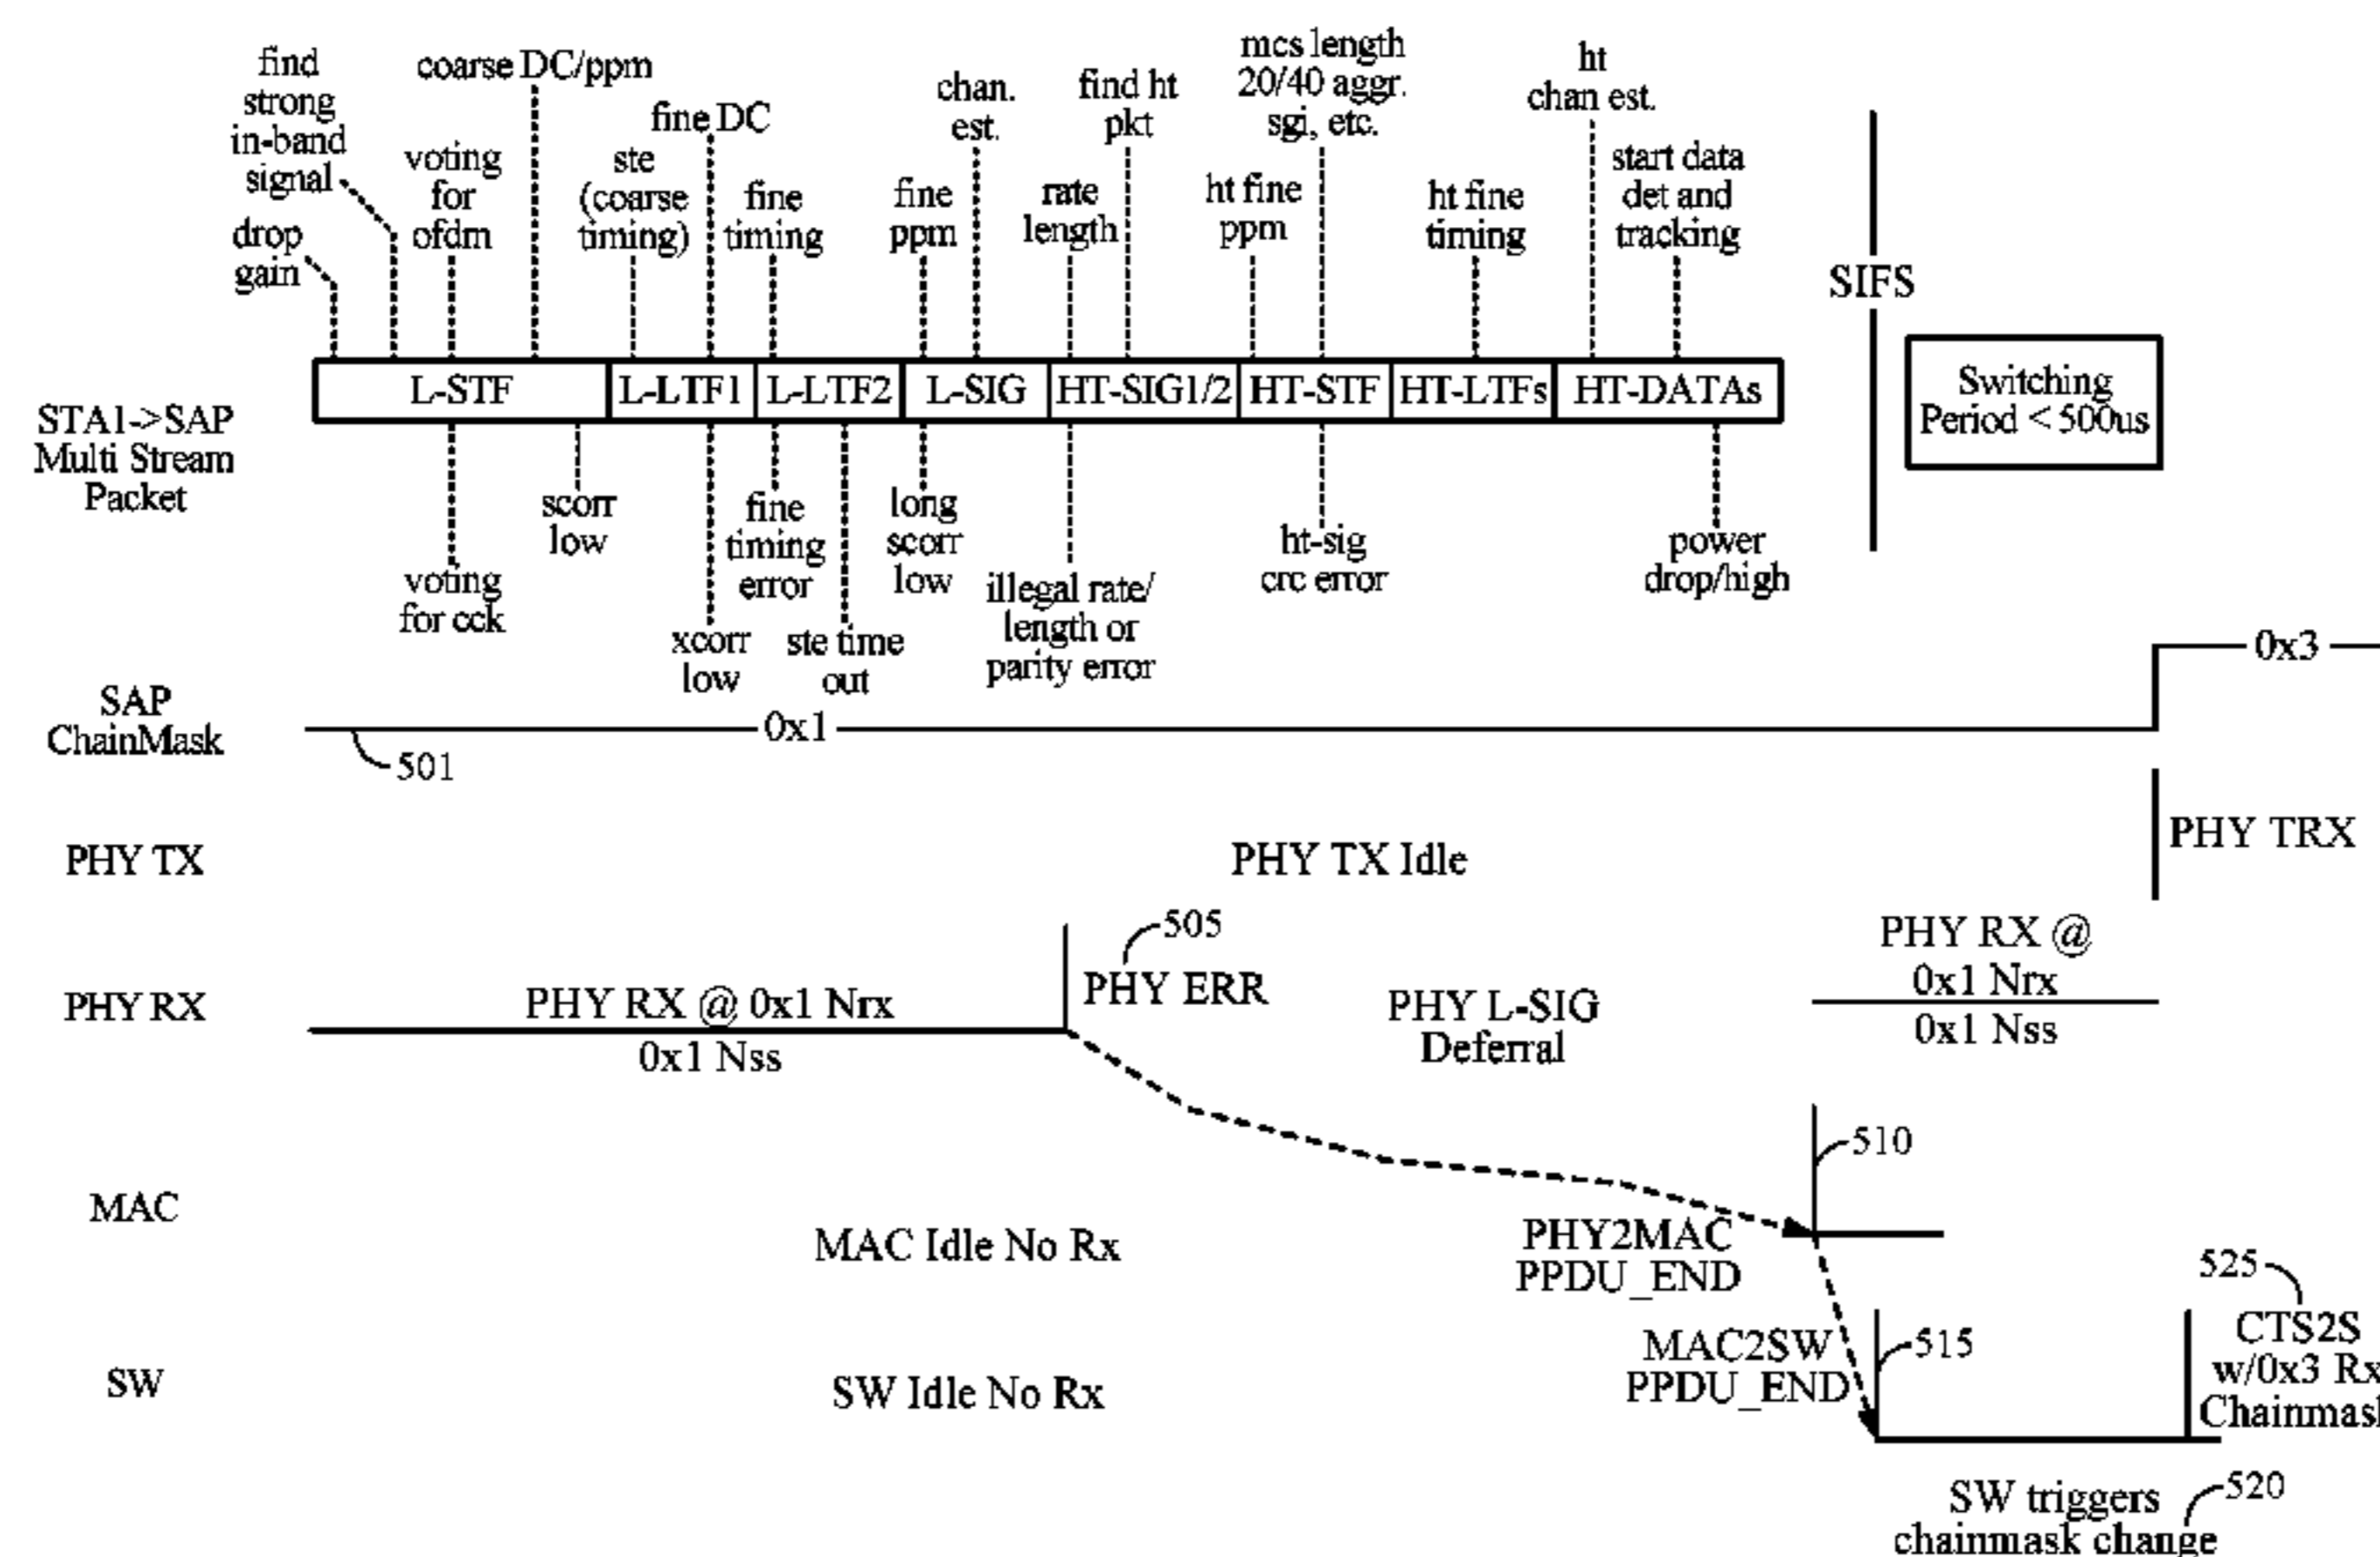 find
strong
in-band
signal
drop
gain
coarse DC/ppm
voting
for
ofdm
fine DC
ste
(coarse
timing)
fine
timing
chan.
est.
fine
ppm
find ht
pkt
rate
length
mcs length
20/40 aggr.
sgi, etc.
ht fine
ppm
ht
chan est.
ht fine
timing
start data
det and
tracking
SIFS
STA1->SAP
Multi Stream
Packet
L-STF
L-LTF1
L-LTF2
L-SIG
HT-SIG1/2
HT-STF
HT-LTFs
HT-DATAs
Switching
Period < 500us
voting
for cck
scorr
low
xcorr
low
fine
timing
error
ste time
out
long
scorr
low
illegal rate/
length or
parity error
ht-sig
crc error
power
drop/high
SAP
ChainMask
0x1
0x3
501
PHY TX
PHY TX Idle
PHY TRX
PHY RX
PHY RX @ 0x1 Nrx
0x1 Nss
505
PHY ERR
PHY L-SIG
Deferral
PHY RX @
0x1 Nrx
0x1 Nss
MAC
MAC Idle No Rx
510
PHY2MAC
PPDU_END
SW
SW Idle No Rx
MAC2SW
PPDU_END
515
525
CTS2S
w/0x3 Rx
Chainmask
SW triggers
chainmask change
520